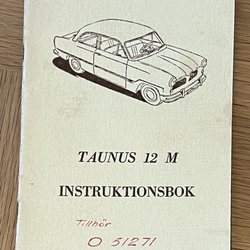 TAUNUS 12 M
INSTRUKTIONSBOK
Tillhör
O 51271